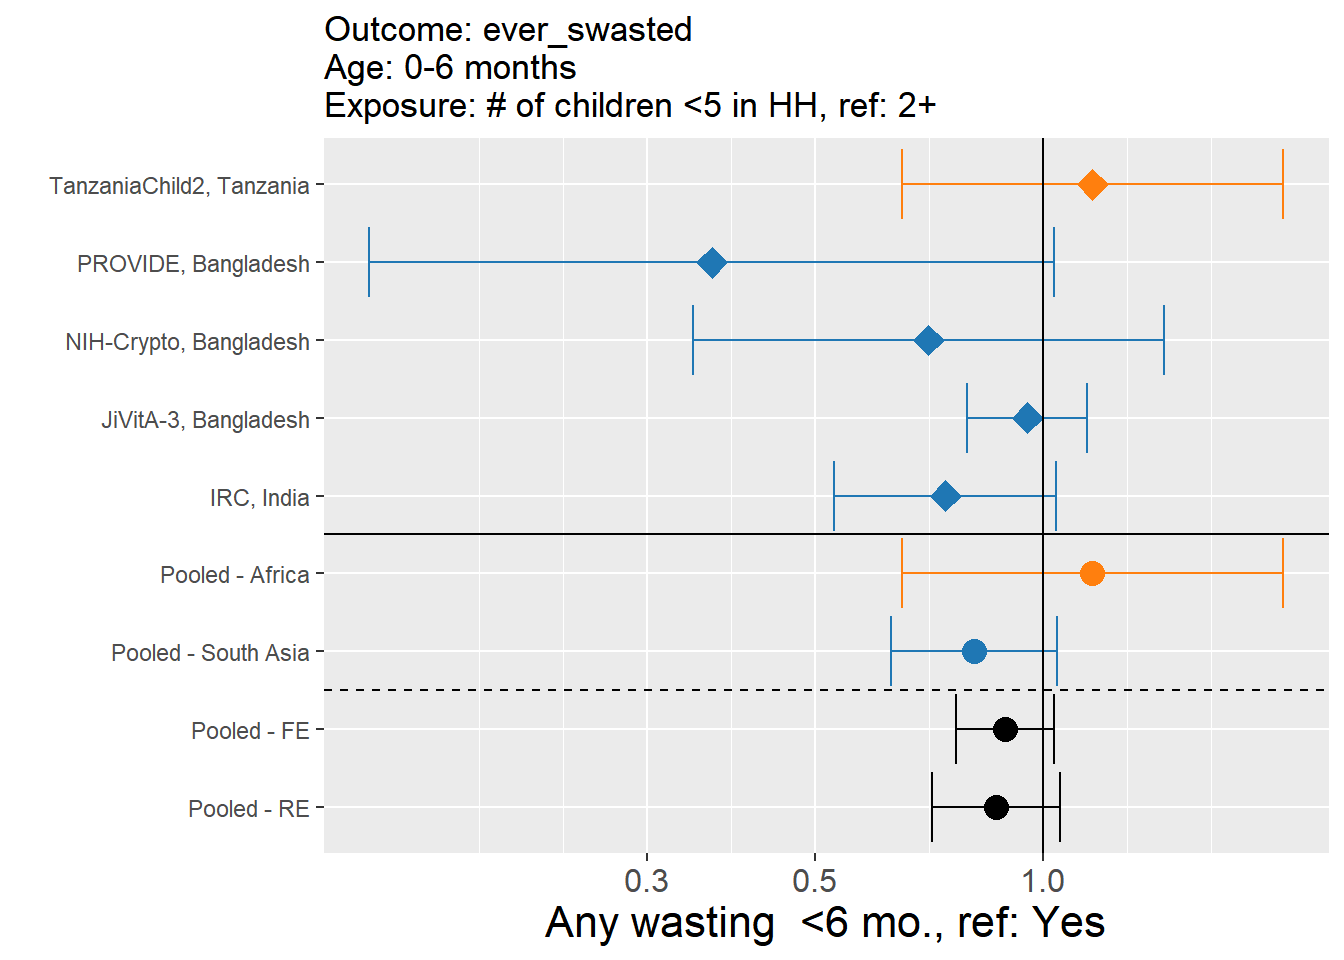 Outcome: ever_swasted
Age: 0-6 months
Exposure: # of children <5 in HH, ref: 2+
TanzaniaChild2, Tanzania
PROVIDE, Bangladesh
NIH-Crypto, Bangladesh
JiVitA-3, Bangladesh
IRC, India
Pooled - Africa
Pooled - South Asia
Pooled - FE
Pooled - RE
0.3 0.5 1.0
Any wasting  <6 mo., ref: Yes